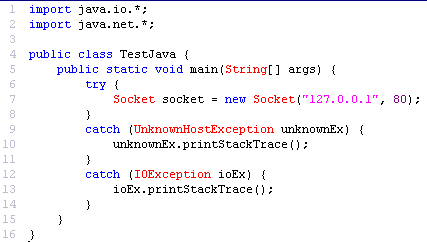 1 import java.io.*;
2 import java.net.*;
3
4 public class TestJava {
5     public static void main(String[] args) {
6         try {
7             Socket socket = new Socket("127.0.0.1", 80);
8         }
9         catch (UnknownHostException unknownEx) {
10             unknownEx.printStackTrace();
11         }
12         catch (IOException ioEx) {
13             ioEx.printStackTrace();
14         }
15     }
16 }